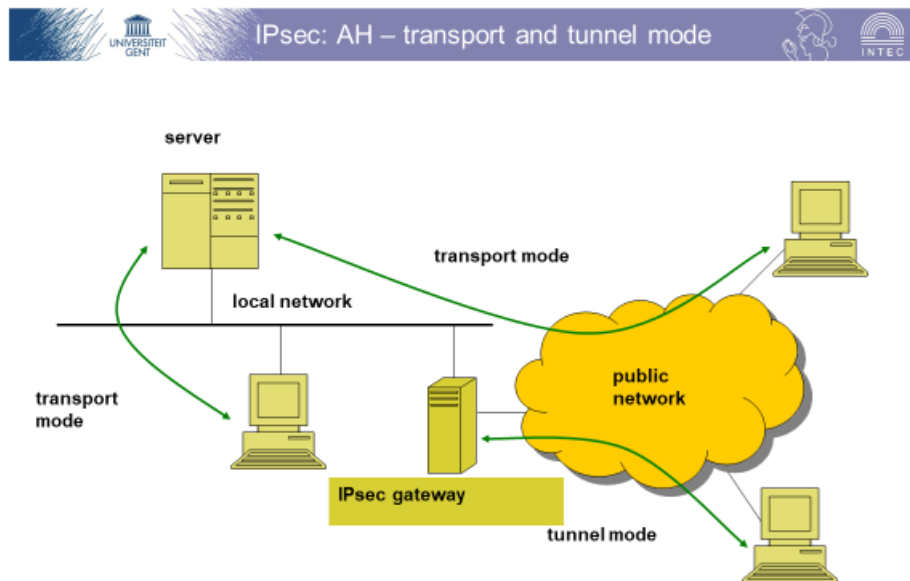 UNIVERSITEIT
GENT
IPsec: AH – transport and tunnel mode
INTEC
server
transport mode
local network
public
network
transport
mode
IPsec gateway
tunnel mode